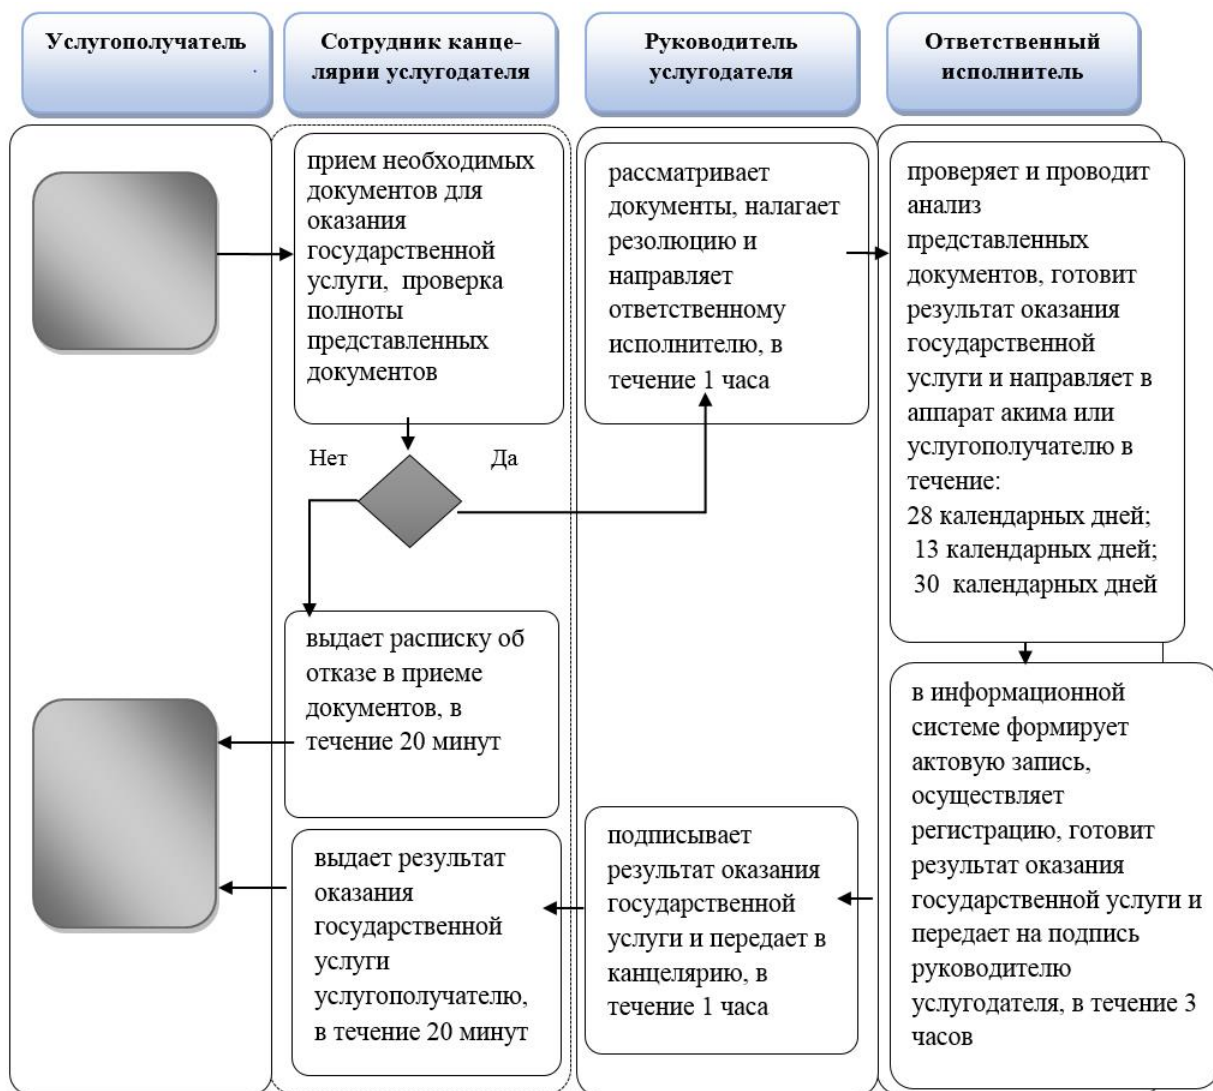 Услугополучатель
Сотрудник канце-
лярии услугодателя
Руководитель
услугодателя
Ответственный
исполнитель
прием необходимых
документов для
оказания
государственной
услуги, проверка
полноты
представленных
документов
рассматривает
документы, налагает
резолюцию и
направляет
ответственному
исполнителю, в
течение 1 часа
проверяет и проводит
анализ
представленных
документов, готовит
результат оказания
государственной
услуги и направляет в
аппарат акима или
услугополучателю в
течение:
28 календарных дней;
13 календарных дней;
30 календарных дней
Нет
Да
выдает расписку об
отказе в приеме
документов, в
течение 20 минут
в информационной
системе формирует
актовую запись,
осуществляет
регистрацию, готовит
результат оказания
государственной услуги и
передает на подпись
руководителю
услугодателя, в течение 3
часов
подписывает
результат оказания
государственной
услуги и передает в
канцелярию, в
течение 1 часа
выдает результат
оказания
государственной
услуги
услугополучателю,
в течение 20 минут